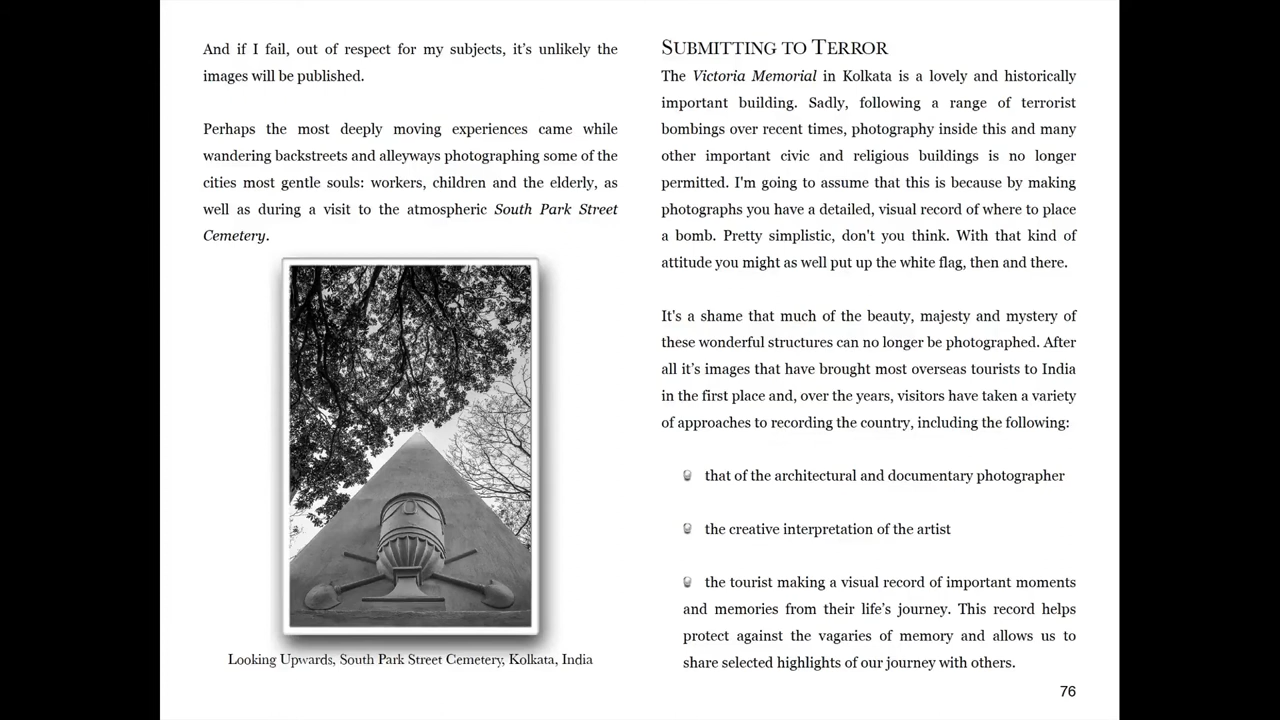 And if I fail, out of respect for my subjects, it's unlikely the
images will be published.
Perhaps the most deeply moving experiences came while
wandering backstreets and alleyways photographing some of the
cities most gentle souls: workers, children and the elderly, as
well as during a visit to the atmospheric South Park Street
Cemetery.
Looking Upwards, South Park Street Cemetery, Kolkata, India
SUBMITTING TO TERROR
The Victoria Memorial in Kolkata is a lovely and historically
important building. Sadly, following a range of terrorist
bombings over recent times, photography inside this and many
other important civic and religious buildings is no longer
permitted. I'm going to assume that this is because by making
photographs you have a detailed, visual record of where to place
a bomb. Pretty simplistic, don't you think. With that kind of
attitude you might as well put up the white flag, then and there.
It's a shame that much of the beauty, majesty and mystery of
these wonderful structures can no longer be photographed. After
all it's images that have brought most overseas tourists to India
in the first place and, over the years, visitors have taken a variety
of approaches to recording the country, including the following:
that of the architectural and documentary photographer
the creative interpretation of the artist
the tourist making a visual record of important moments
and memories from their life's journey. This record helps
protect against the vagaries of memory and allows us to
share selected highlights of our journey with others.
76